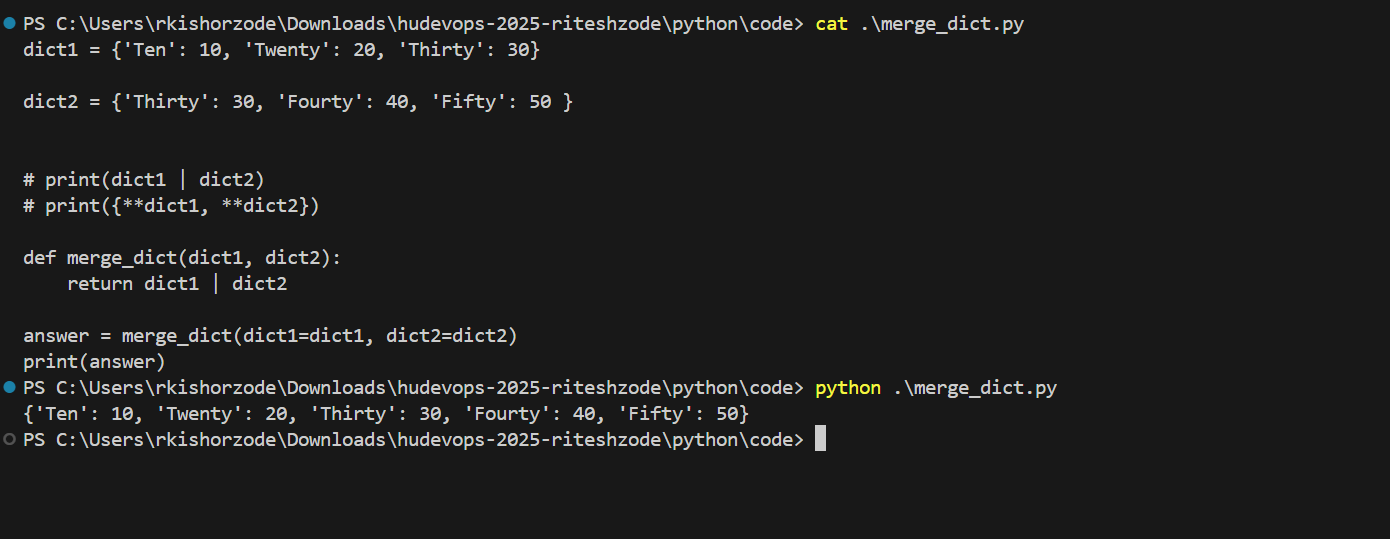 PS C:\Users\rkishorzode\Downloads\hudevops-2025-riteshzode\python\code> cat .\merge_dict.py
dict1 = {'Ten': 10, 'Twenty': 20, 'Thirty': 30}
dict2 = {'Thirty': 30, 'Fourty': 40, 'Fifty': 50 }
# print(dict1 | dict2)
# print({**dict1, **dict2})
def merge_dict(dict1, dict2):
    return dict1 | dict2
answer = merge_dict(dict1=dict1, dict2=dict2)
print(answer)
PS C:\Users\rkishorzode\Downloads\hudevops-2025-riteshzode\python\code> python .\merge_dict.py
{'Ten': 10, 'Twenty': 20, 'Thirty': 30, 'Fourty': 40, 'Fifty': 50}
PS C:\Users\rkishorzode\Downloads\hudevops-2025-riteshzode\python\code>